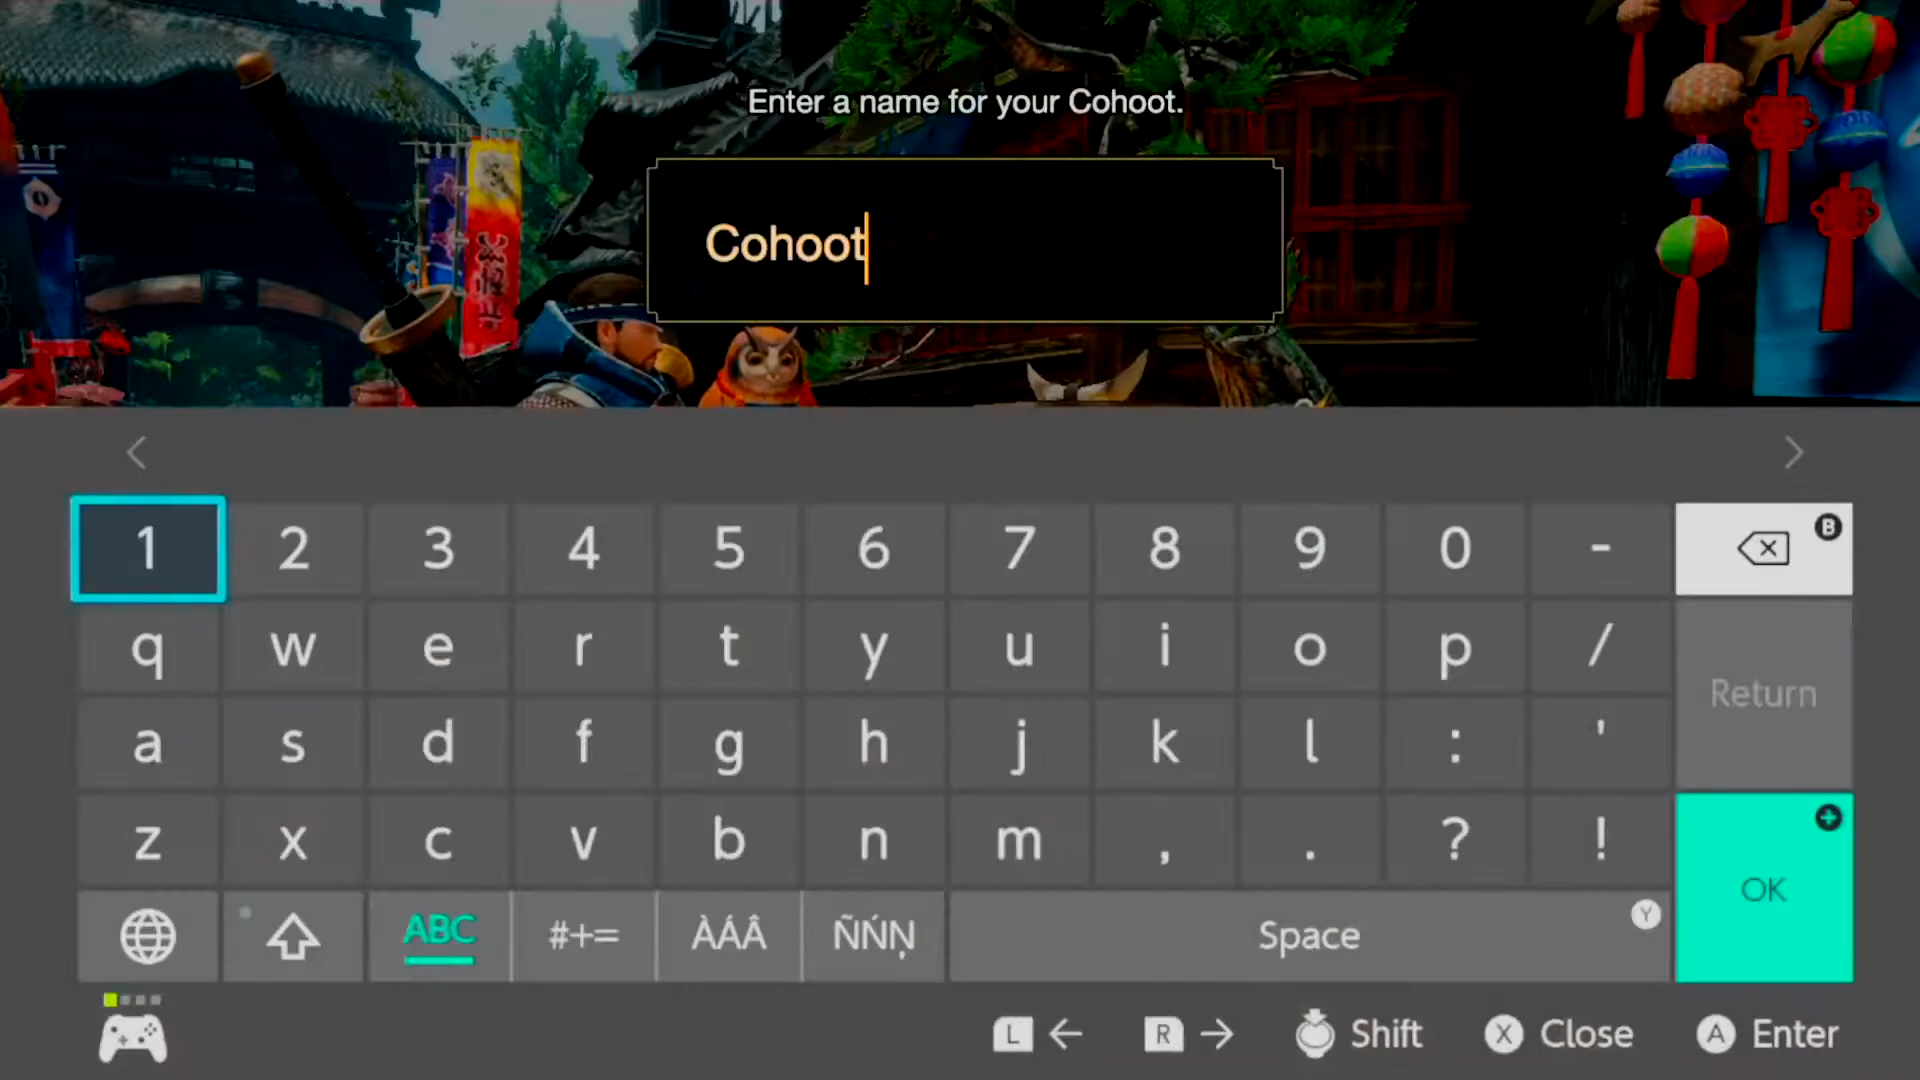 Enter a name for your Cohoot.
Cohoot
1 2 3 4 5 6 7 8 9 0 - B
q w e r t y u i o p / Return
a s d f g h j k l : '
z x c v b n m , . ? ! OK
ABC #+= ÀÁÂ ÑŃŅ Space Y
L ← R → Shift X Close A Enter